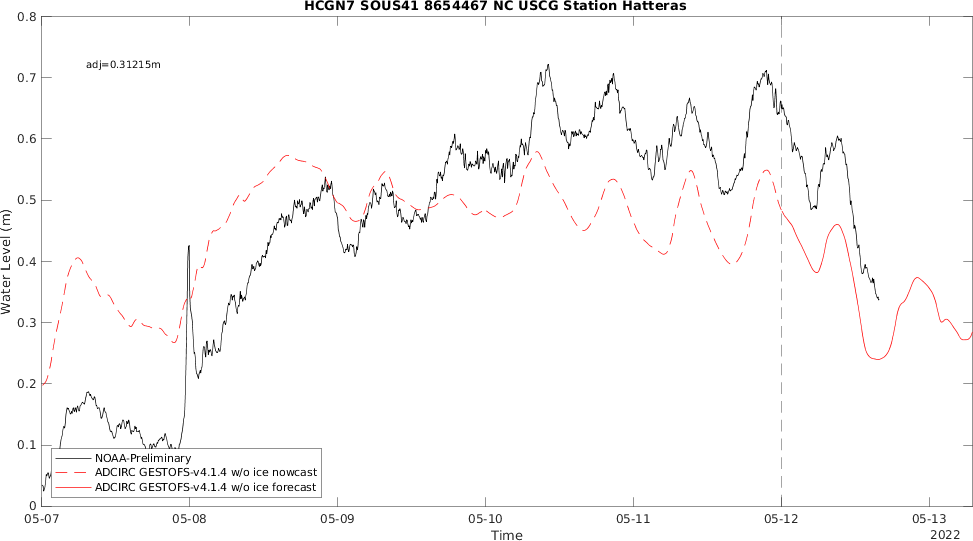 HCGN7 SOUS41 8654467 NC USCG Station Hatteras
0.8
0.7
0.6
0.5
0.4
0.3
0.2
0.1
0
Water Level (m)
adj=0.31215m
NOAA-Preliminary
ADCIRC GESTOFS-v4.1.4 w/o ice nowcast
ADCIRC GESTOFS-v4.1.4 w/o ice forecast
05-07 05-08 05-09 05-10 05-11 05-12 05-13
Time
2022